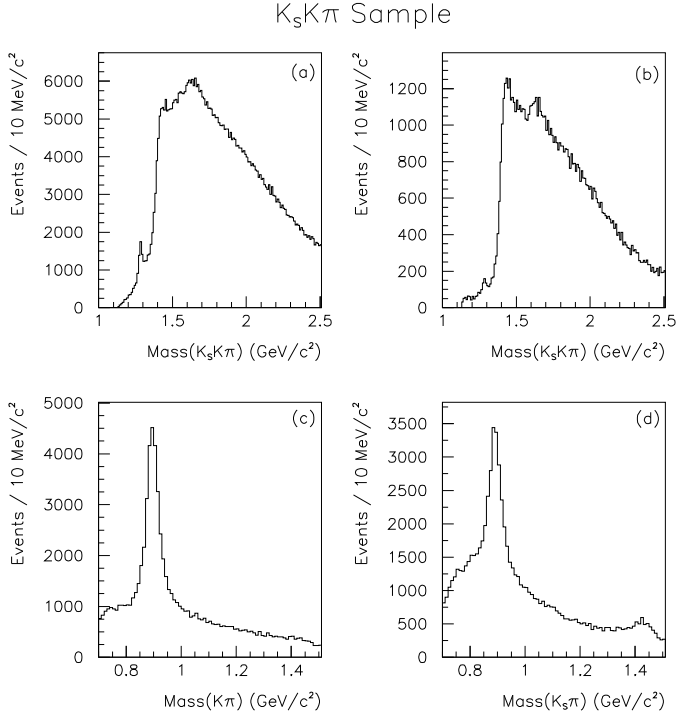 KsKπ Sample
(a)
Events / 10 MeV/c²
6000
5000
4000
3000
2000
1000
0
1 1.5 2 2.5
Mass(KsKπ) (GeV/c²)
(b)
Events / 10 MeV/c²
1200
1000
800
600
400
200
0
1 1.5 2 2.5
Mass(KsKπ) (GeV/c²)
(c)
Events / 10 MeV/c²
5000
4000
3000
2000
1000
0
0.8 1 1.2 1.4
Mass(Kπ) (GeV/c²)
(d)
Events / 10 MeV/c²
3500
3000
2500
2000
1500
1000
500
0
0.8 1 1.2 1.4
Mass(Ksπ) (GeV/c²)